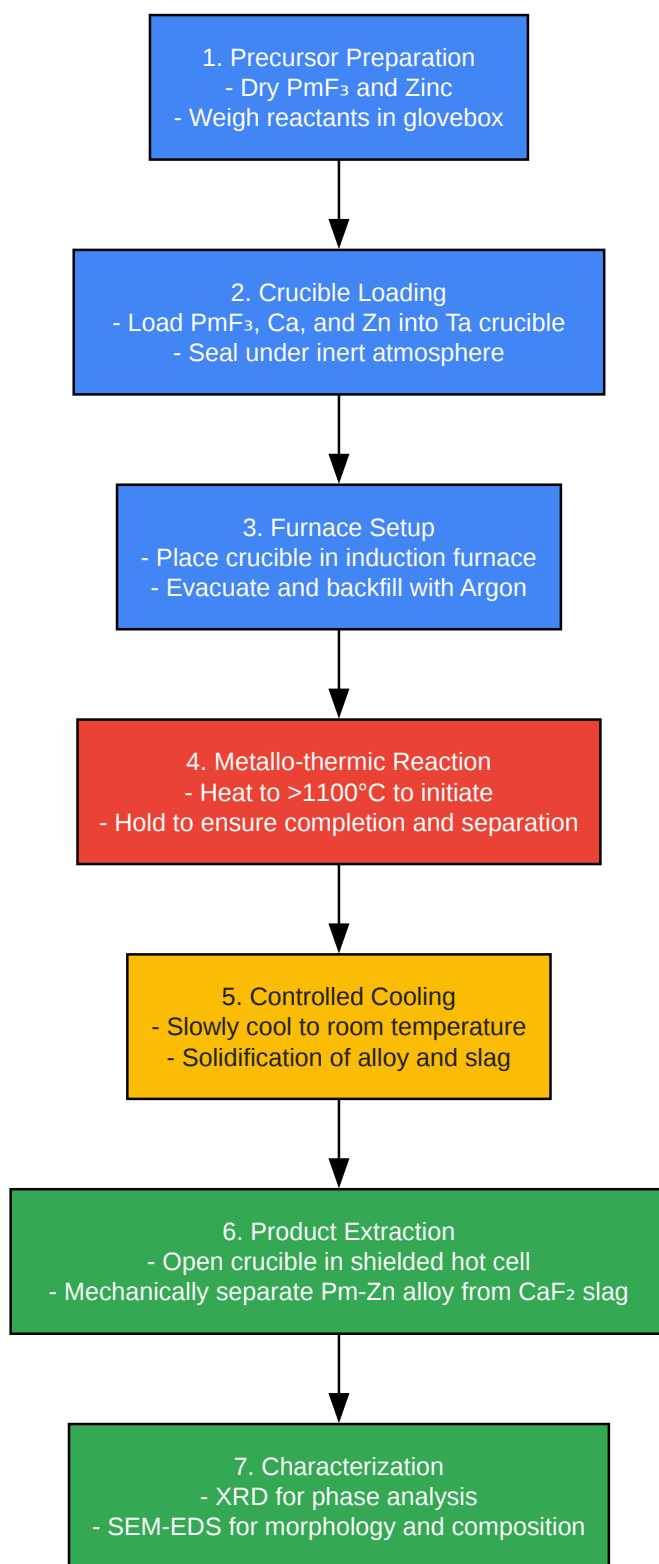 1. Precursor Preparation
- Dry PmF₃ and Zinc
- Weigh reactants in glovebox
2. Crucible Loading
- Load PmF₃, Ca, and Zn into Ta crucible
- Seal under inert atmosphere
3. Furnace Setup
- Place crucible in induction furnace
- Evacuate and backfill with Argon
4. Metallo-thermic Reaction
- Heat to >1100°C to initiate
- Hold to ensure completion and separation
5. Controlled Cooling
- Slowly cool to room temperature
- Solidification of alloy and slag
6. Product Extraction
- Open crucible in shielded hot cell
- Mechanically separate Pm-Zn alloy from CaF₂ slag
7. Characterization
- XRD for phase analysis
- SEM-EDS for morphology and composition